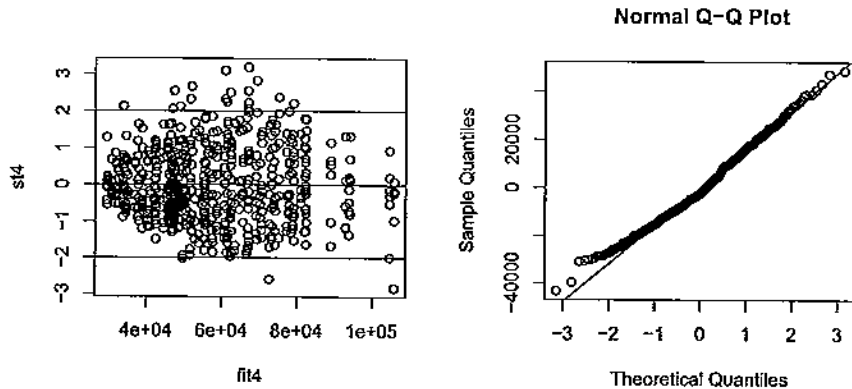 st4
3
2
1
0
-1
-2
-3
4e+04 6e+04 8e+04 1e+05
fit4
Normal Q-Q Plot
Sample Quantiles
20000
0
-40000
-3 -2 -1 0 1 2 3
Theoretical Quantiles